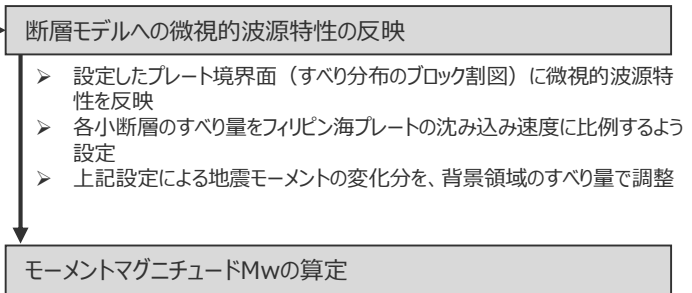 断層モデルへの微視的波源特性の反映
➢ 設定したプレート境界面（すべり分布のブロック割図）に微視的波源特
性を反映
➢ 各小断層のすべり量をフィリピン海プレートの沈み込み速度に比例するよう
設定
➢ 上記設定による地震モーメントの変化分を、背景領域のすべり量で調整
モーメントマグニチュードMwの算定